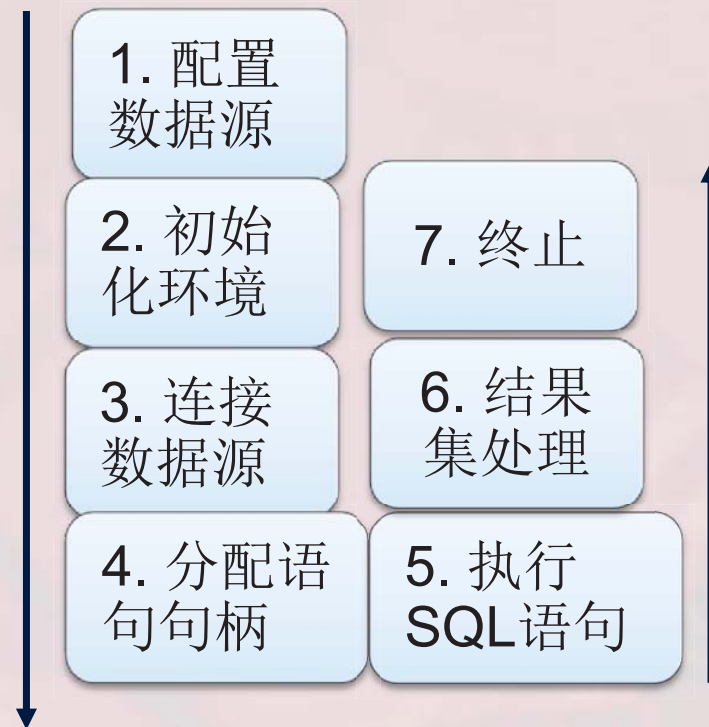 1. 配置
数据源
2. 初始
化环境
3. 连接
数据源
4. 分配语
句句柄
5. 执行
SQL语句
6. 结果
集处理
7. 终止